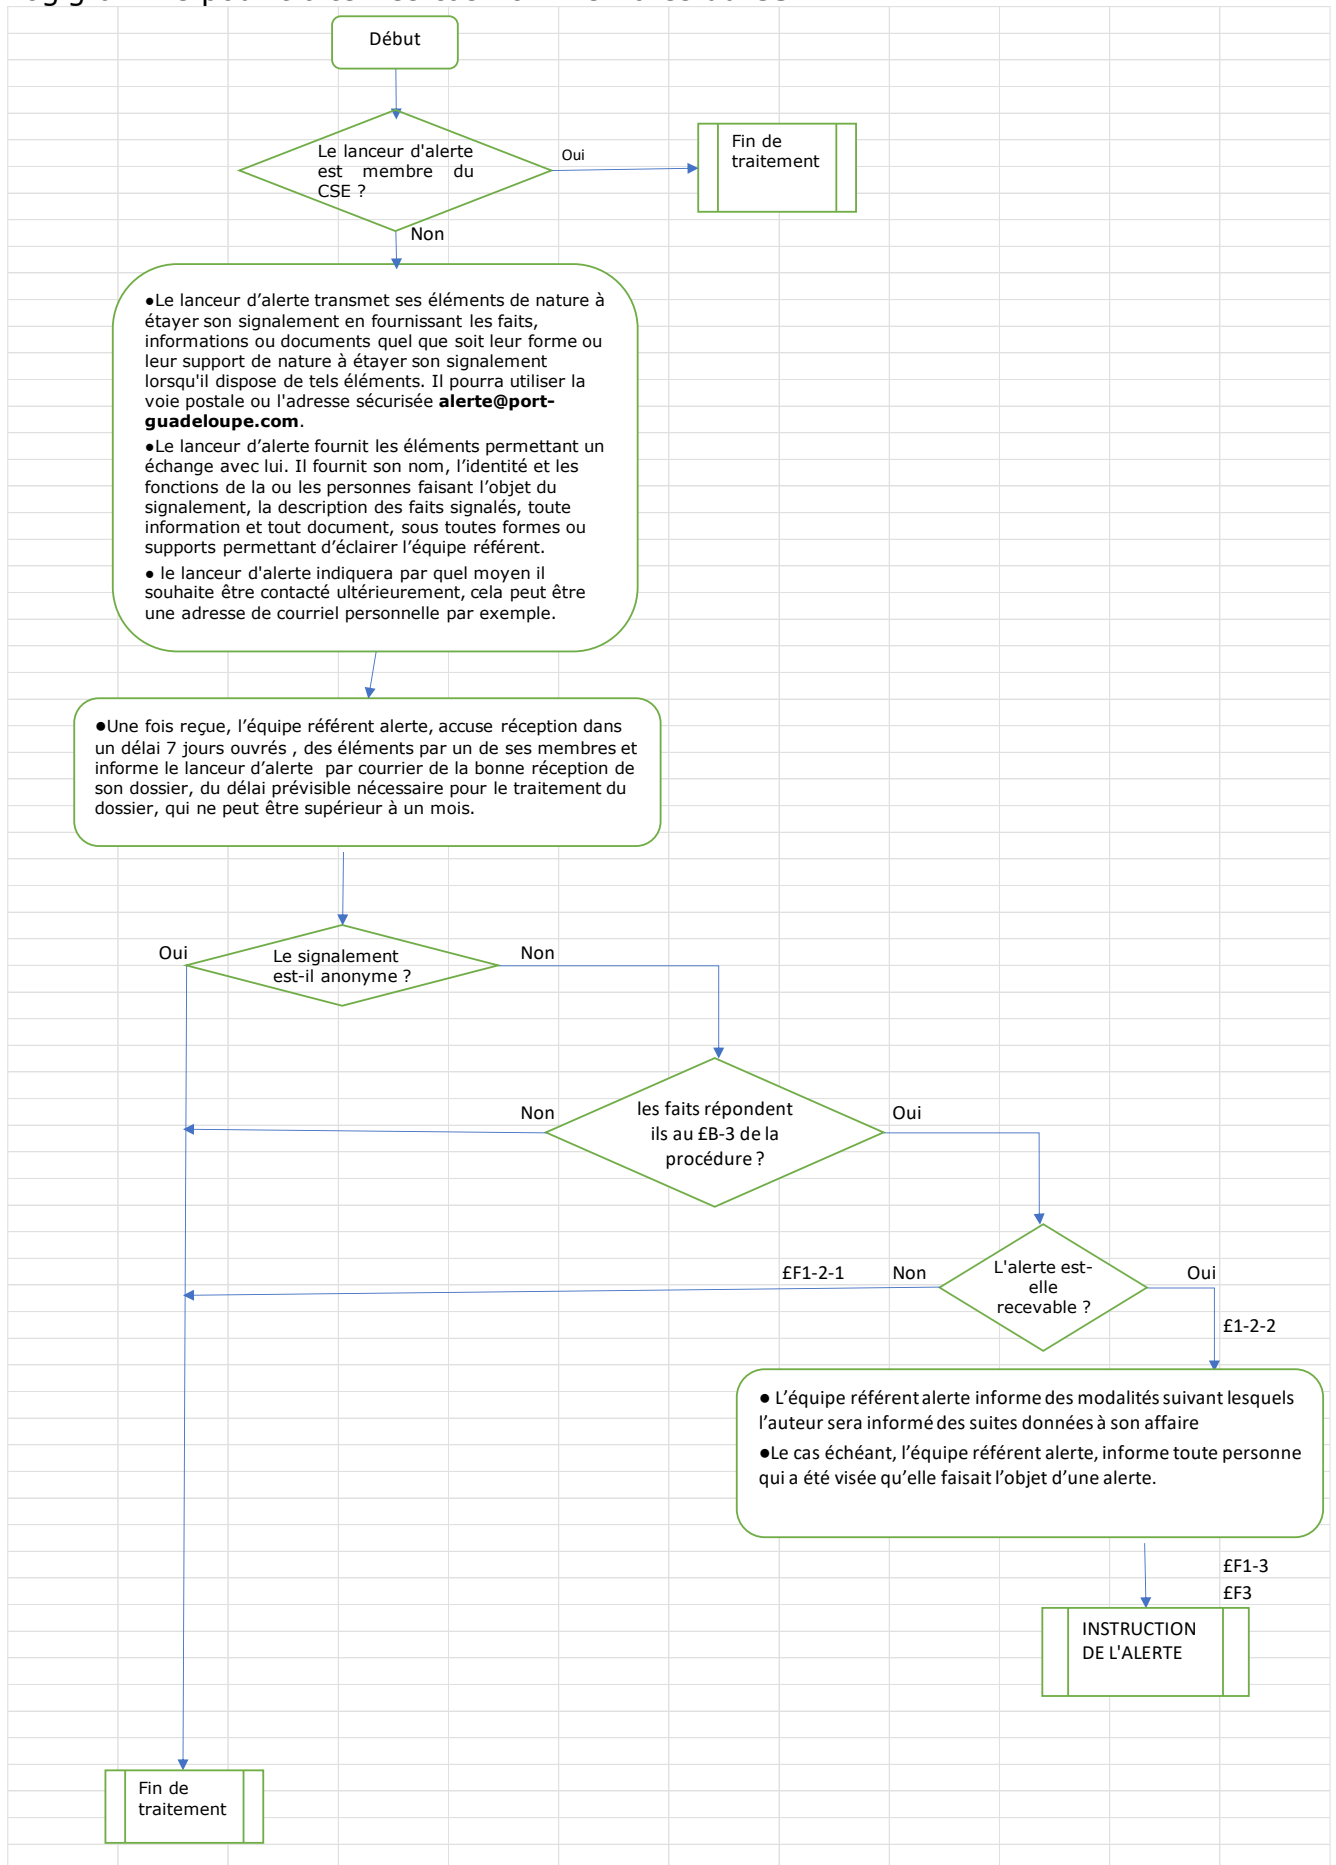 Début
Le lanceur d'alerte
est membre du
CSE ?
Oui
Fin de
traitement
Non
●Le lanceur d’alerte transmet ses éléments de nature à
étayer son signalement en fournissant les faits,
informations ou documents quel que soit leur forme ou
leur support de nature à étayer son signalement
lorsqu'il dispose de tels éléments. Il pourra utiliser la
voie postale ou l'adresse sécurisée alerte@port-
guadeloupe.com.
●Le lanceur d’alerte fournit les éléments permettant un
échange avec lui. Il fournit son nom, l’identité et les
fonctions de la ou les personnes faisant l’objet du
signalement, la description des faits signalés, toute
information et tout document, sous toutes formes ou
supports permettant d’éclairer l’équipe référent.
● le lanceur d'alerte indiquera par quel moyen il
souhaite être contacté ultérieurement, cela peut être
une adresse de courriel personnelle par exemple.
●Une fois reçue, l’équipe référent alerte, accuse réception dans
un délai 7 jours ouvrés , des éléments par un de ses membres et
informe le lanceur d’alerte par courrier de la bonne réception de
son dossier, du délai prévisible nécessaire pour le traitement du
dossier, qui ne peut être supérieur à un mois.
Oui
Le signalement
est-il anonyme ?
Non
Non
les faits répondent
ils au £B-3 de la
procédure ?
Oui
£F1-2-1
Non
L'alerte est-
elle
recevable ?
Oui
£1-2-2
● L’équipe référent alerte informe des modalités suivant lesquels
l’auteur sera informé des suites données à son affaire
●Le cas échéant, l’équipe référent alerte, informe toute personne
qui a été visée qu’elle faisait l’objet d’une alerte.
£F1-3
£F3
INSTRUCTION
DE L'ALERTE
Fin de
traitement